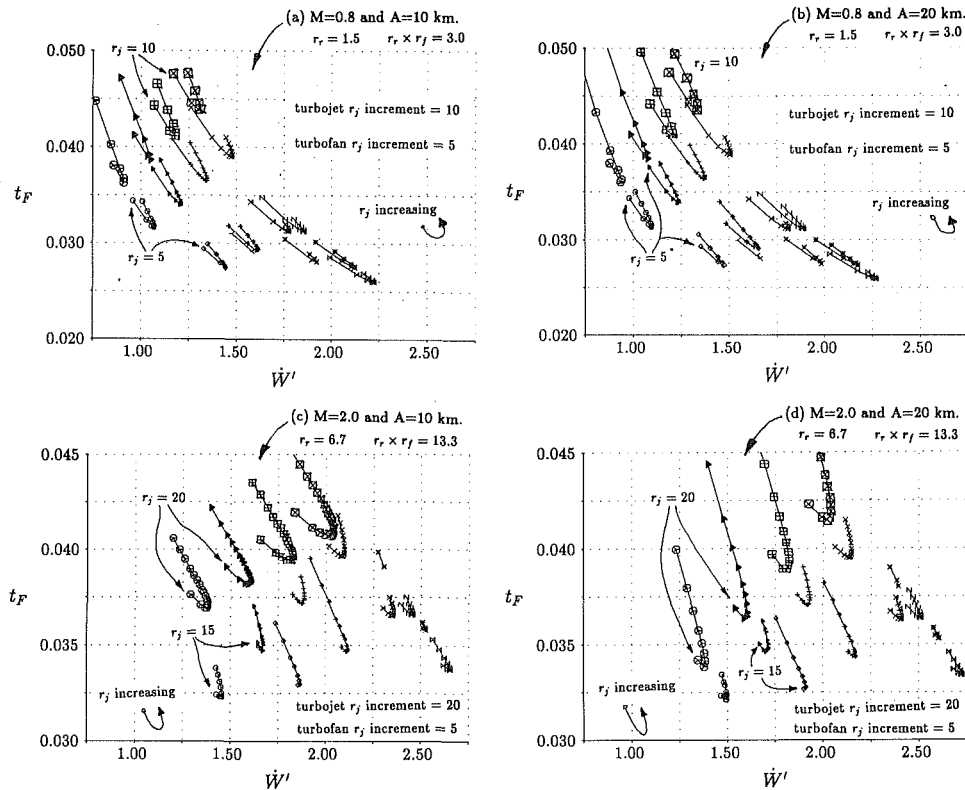 (a) M=0.8 and A=10 km.
r_r = 1.5 r_r × r_f = 3.0
r_j = 10
0.050
turbojet r_j increment = 10
turbofan r_j increment = 5
0.040
t_F
r_j increasing
0.030
r_j = 5
0.020
1.00 1.50 2.00 2.50
Ẇ′
(b) M=0.8 and A=20 km.
r_r = 1.5 r_r × r_f = 3.0
0.050
r_j = 10
turbojet r_j increment = 10
turbofan r_j increment = 5
0.040
t_F
r_j increasing
0.030
r_j = 5
0.020
1.00 1.50 2.00 2.50
Ẇ′
(c) M=2.0 and A=10 km.
r_r = 6.7 r_r × r_f = 13.3
0.045
r_j = 20
0.040
t_F
r_j = 15
0.035
r_j increasing
turbojet r_j increment = 20
turbofan r_j increment = 5
0.030
1.00 1.50 2.00 2.50
Ẇ′
(d) M=2.0 and A=20 km.
r_r = 6.7 r_r × r_f = 13.3
0.045
r_j = 20
0.040
t_F
0.035
r_j = 15
r_j increasing
turbojet r_j increment = 20
turbofan r_j increment = 5
0.030
1.00 1.50 2.00 2.50
Ẇ′